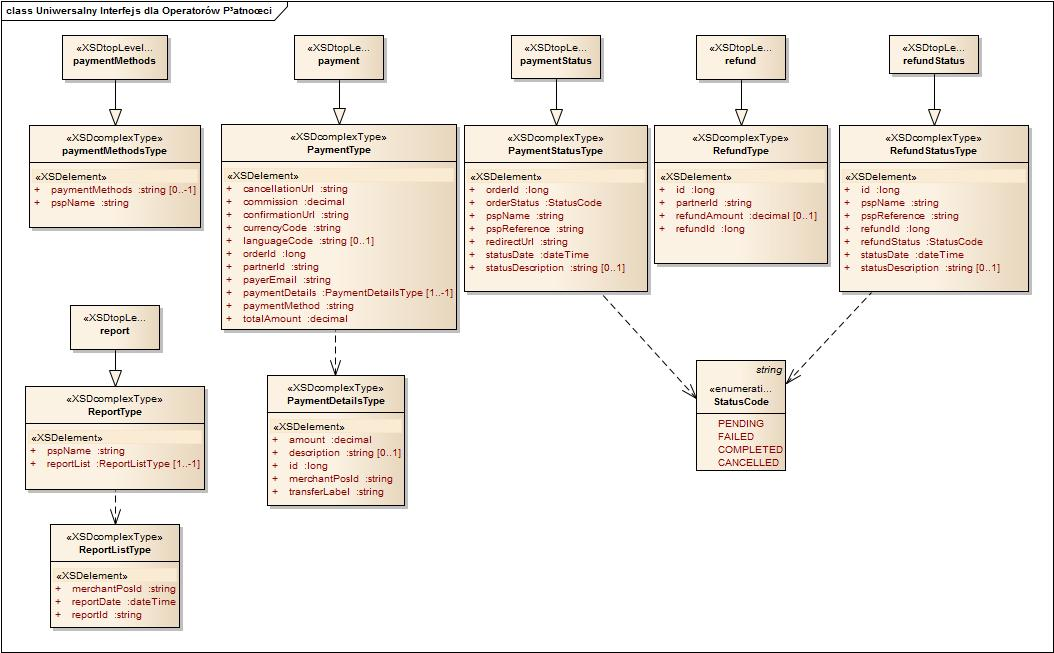 class Uniwersalny Interfejs dla Operatorów P³atnoœci
«XSDtopLevel...
paymentMethods
«XSDtopLe...
payment
«XSDtopLe...
paymentStatus
«XSDtopLe...
refund
«XSDtopLe...
refundStatus
«XSDcomplexType»
paymentMethodsType
«XSDelement»
+ paymentMethods :string [0..-1]
+ pspName :string
«XSDcomplexType»
PaymentType
«XSDelement»
+ cancellationUrl :string
+ commission :decimal
+ confirmationUrl :string
+ currencyCode :string
+ languageCode :string [0..1]
+ orderId :long
+ partnerId :string
+ payerEmail :string
+ paymentDetails :PaymentDetailsType [1..-1]
+ paymentMethod :string
+ totalAmount :decimal
«XSDcomplexType»
PaymentStatusType
«XSDelement»
+ orderId :long
+ orderStatus :StatusCode
+ pspName :string
+ pspReference :string
+ redirectUrl :string
+ statusDate :dateTime
+ statusDescription :string [0..1]
«XSDcomplexType»
RefundType
«XSDelement»
+ id :long
+ partnerId :string
+ refundAmount :decimal [0..1]
+ refundId :long
«XSDcomplexType»
RefundStatusType
«XSDelement»
+ id :long
+ pspName :string
+ pspReference :string
+ refundId :long
+ refundStatus :StatusCode
+ statusDate :dateTime
+ statusDescription :string [0..1]
«XSDtopLe...
report
«XSDcomplexType»
ReportType
«XSDelement»
+ pspName :string
+ reportList :ReportListType [1..-1]
«XSDcomplexType»
PaymentDetailsType
«XSDelement»
+ amount :decimal
+ description :string [0..1]
+ id :long
+ merchantPosId :string
+ transferLabel :string
string
«enumerati...
StatusCode
PENDING
FAILED
COMPLETED
CANCELLED
«XSDcomplexType»
ReportListType
«XSDelement»
+ merchantPosId :string
+ reportDate :dateTime
+ reportId :string